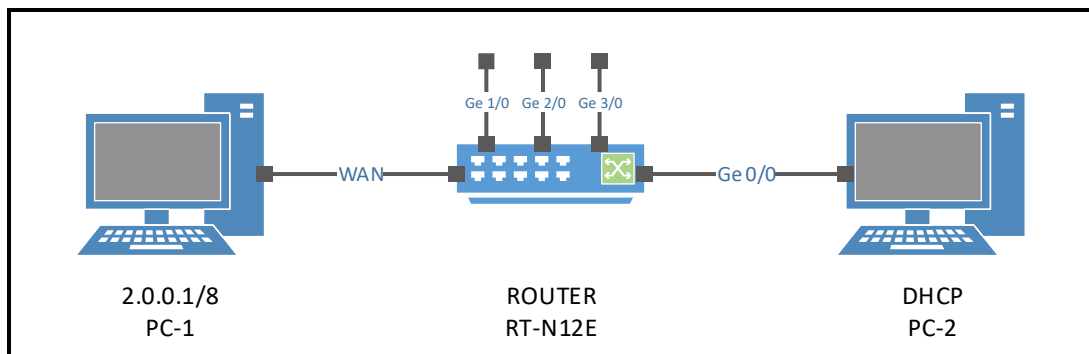 Ge 1/0 Ge 2/0 Ge 3/0
WAN
Ge 0/0
2.0.0.1/8
PC-1
ROUTER
RT-N12E
DHCP
PC-2